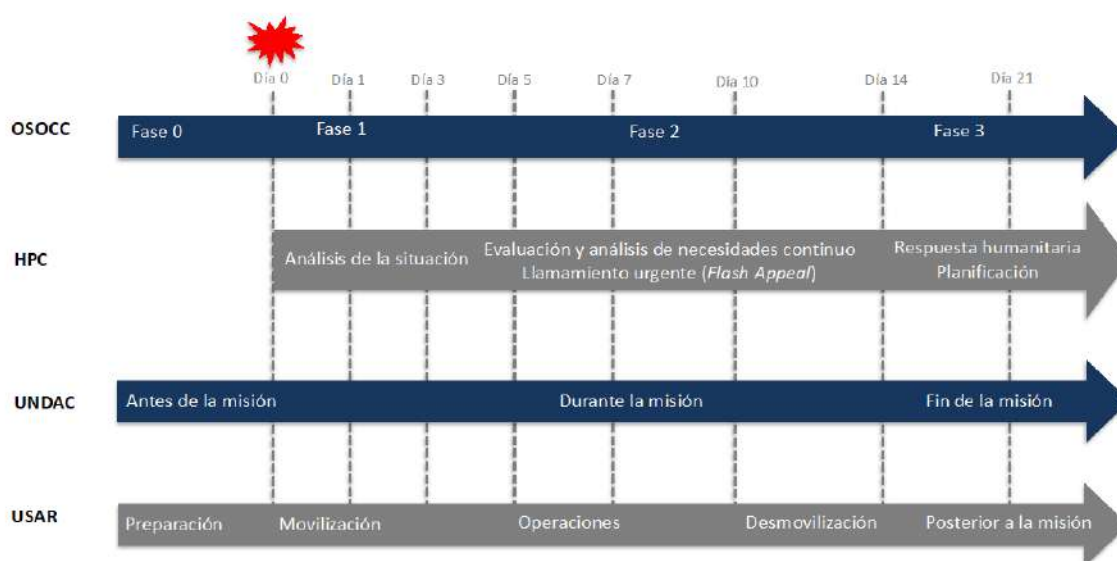 Día 0 Día 1 Día 3 Día 5 Día 7 Día 10 Día 14 Día 21
OSOCC Fase 0 Fase 1 Fase 2 Fase 3
HPC Análisis de la situación Evaluación y análisis de necesidades continuo Respuesta humanitaria
Llamamiento urgente (Flash Appeal) Planificación
UNDAC Antes de la misión Durante la misión Fin de la misión
USAR Preparación Movilización Operaciones Desmovilización Posterior a la misión